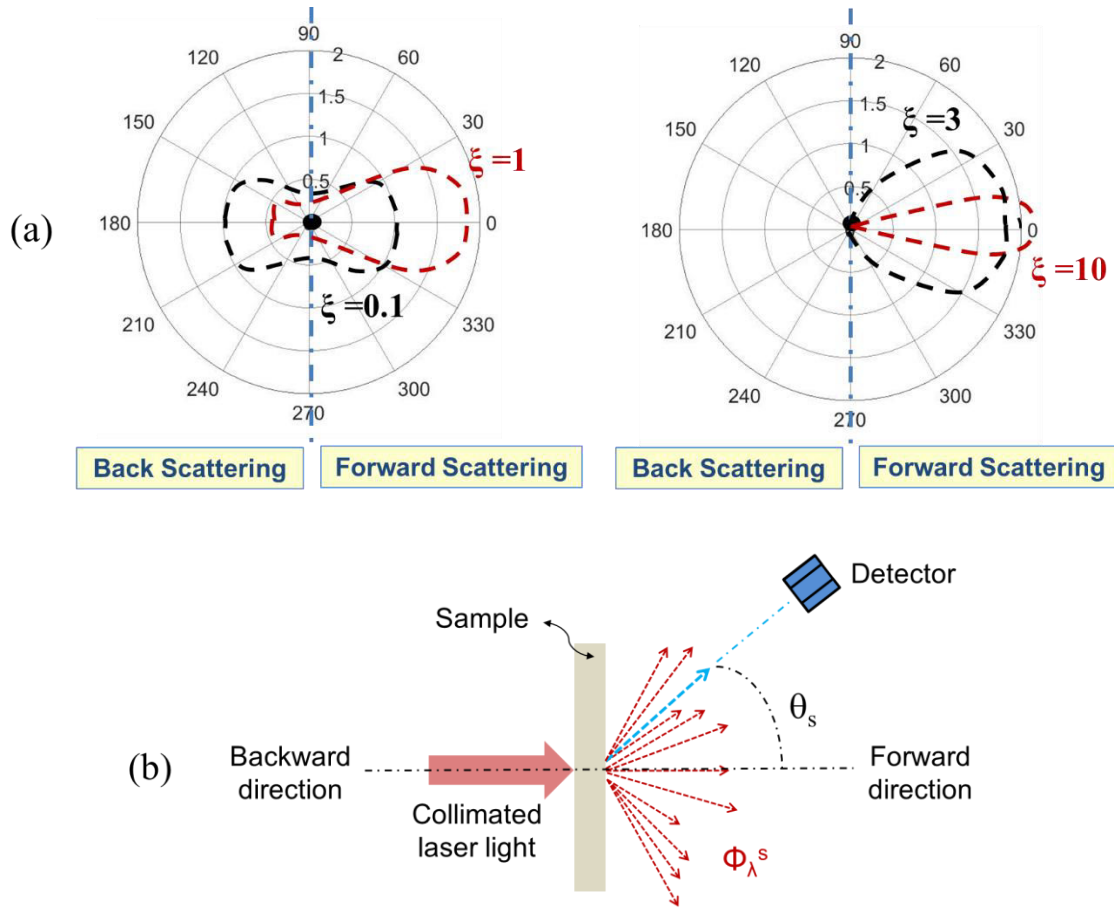 (a)
90
120
60
2
1.5
150
30
1
0.5
ξ =1
180
0
ξ =0.1
210
330
240
300
270
Back Scattering
Forward Scattering
90
120
60
2
1.5
150
30
1
0.5
ξ =3
180
0
ξ =10
210
330
240
300
270
Back Scattering
Forward Scattering
(b)
Detector
Sample
θs
Backward
direction
Forward
direction
Collimated
laser light
Φλs